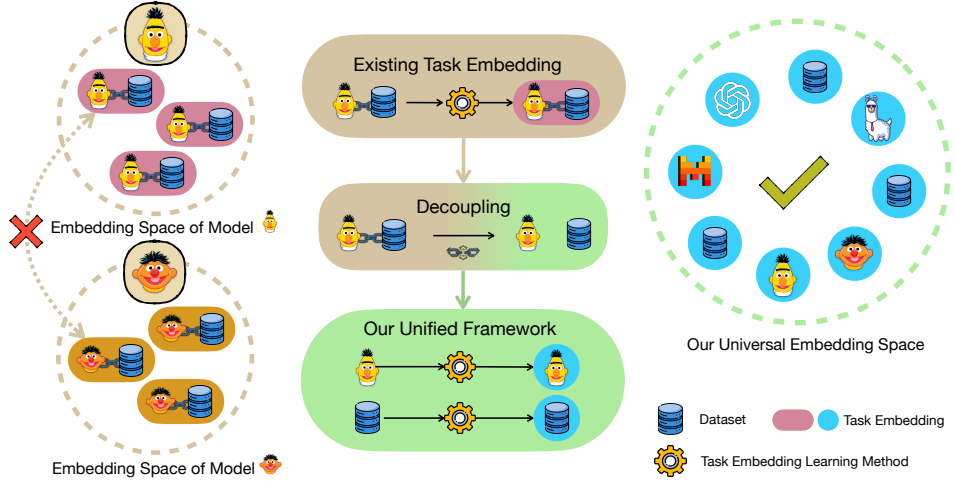 Embedding Space of Model
Embedding Space of Model
Existing Task Embedding
Decoupling
Our Unified Framework
Our Universal Embedding Space
Dataset
Task Embedding
Task Embedding Learning Method